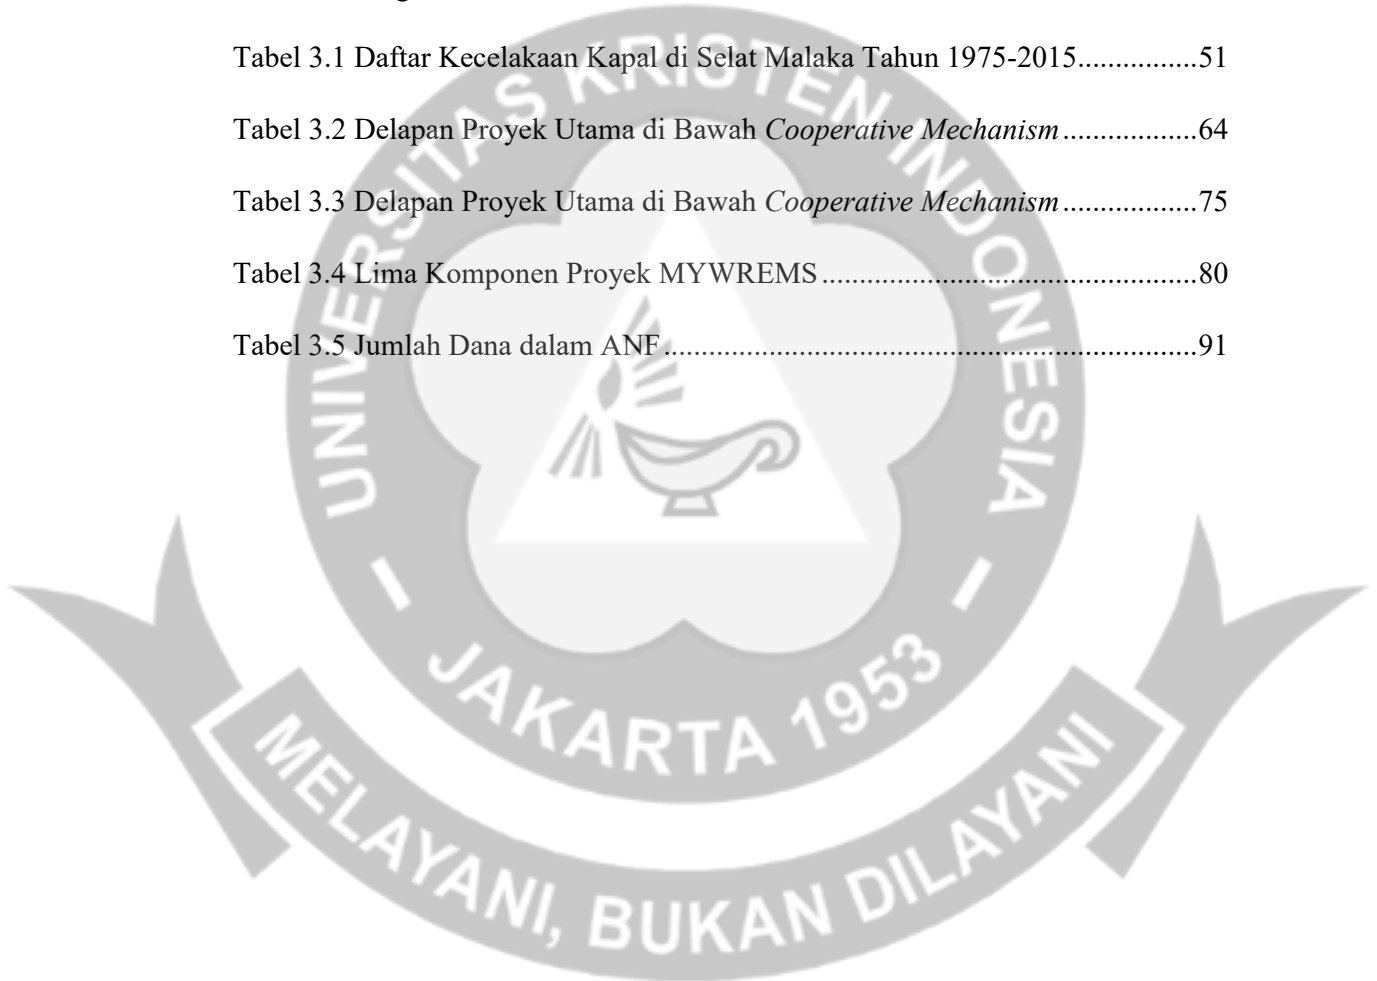 Tabel 3.1 Daftar Kecelakaan Kapal di Selat Malaka Tahun 1975-2015................51
Tabel 3.2 Delapan Proyek Utama di Bawah Cooperative Mechanism..................64
Tabel 3.3 Delapan Proyek Utama di Bawah Cooperative Mechanism..................75
Tabel 3.4 Lima Komponen Proyek MYWREMS..................................................80
Tabel 3.5 Jumlah Dana dalam ANF.......................................................................91
UNIVERSITAS KRISTEN INDONESIA
- JAKARTA 1953 -
MELAYANI, BUKAN DILAYANI